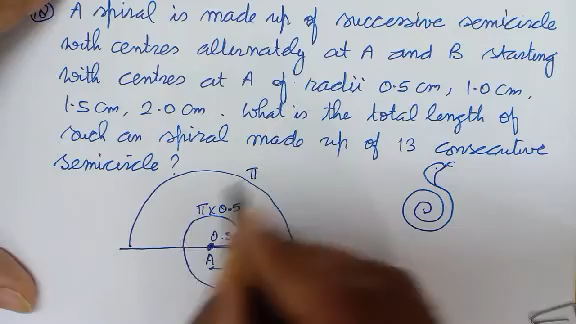 Q) A spiral is made up of successive semicircle
with centres alternately at A and B starting
with centres at A of radii 0.5 cm, 1.0 cm,
1.5 cm, 2.0 cm. What is the total length of
such an spiral made up of 13 consecutive
semicircle?
π
π×0.5
0.5
A